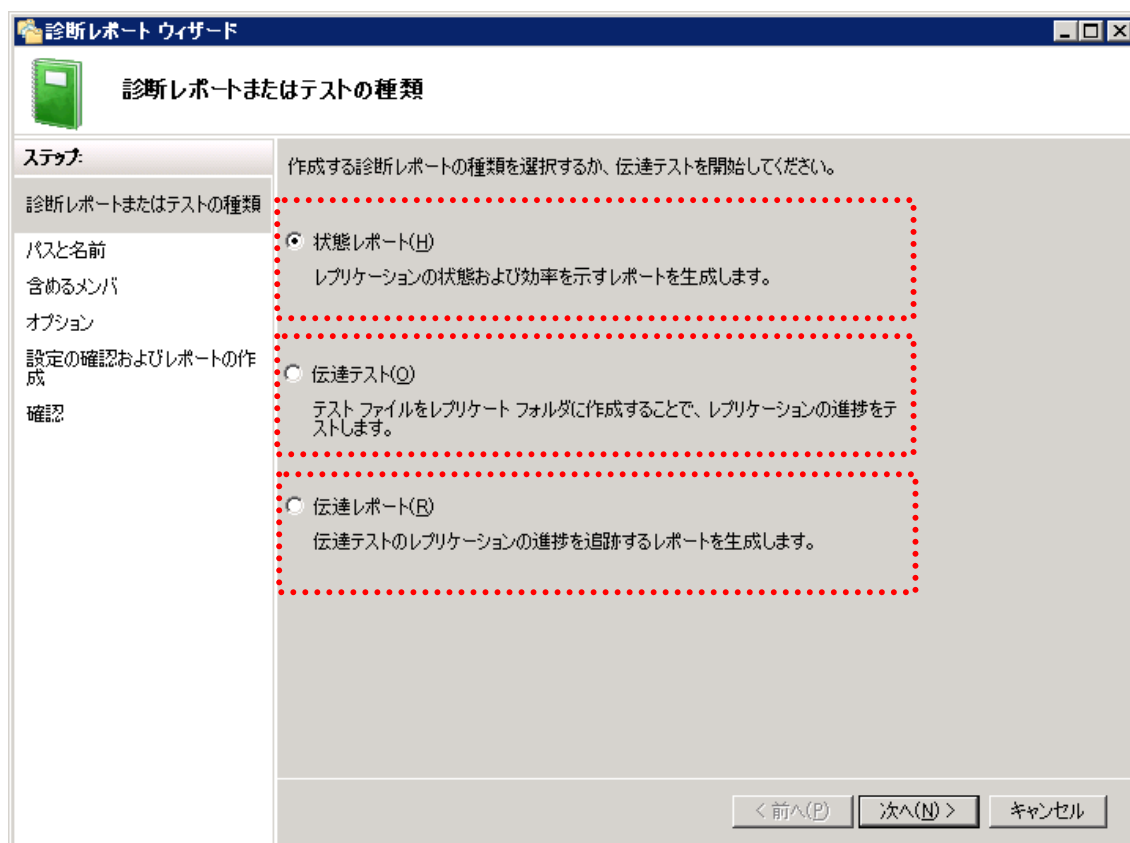 診断レポート ウィザード
診断レポートまたはテストの種類
ステップ:
診断レポートまたはテストの種類
パスと名前
含めるメンバ
オプション
設定の確認およびレポートの作
成
確認
作成する診断レポートの種類を選択するか、伝達テストを開始してください。
状態レポート(H)
レプリケーションの状態および効率を示すレポートを生成します。
伝達テスト(O)
テスト ファイルをレプリケート フォルダに作成することで、レプリケーションの進捗をテ
ストします。
伝達レポート(R)
伝達テストのレプリケーションの進捗を追跡するレポートを生成します。
< 前へ(P)
次へ(N) >
キャンセル